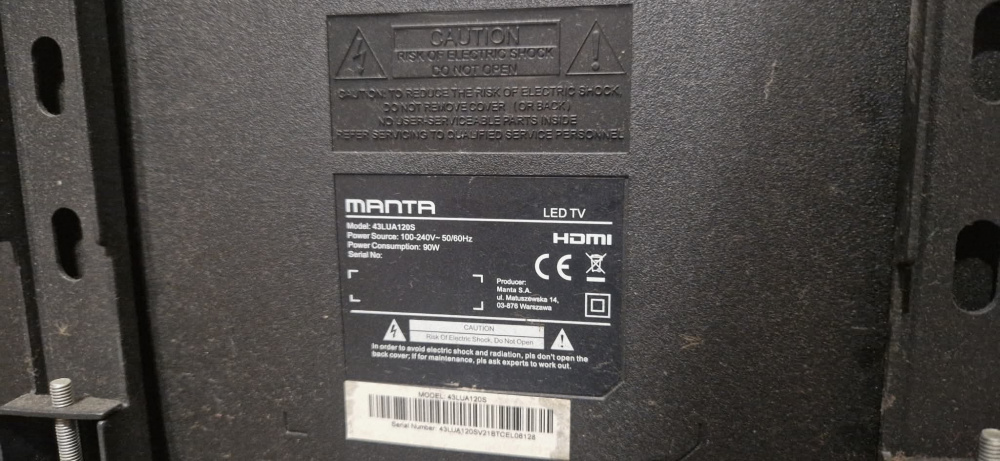 CAUTION
RISK OF ELECTRIC SHOCK
DO NOT OPEN
CAUTION: TO REDUCE THE RISK OF ELECTRIC SHOCK,
DO NOT REMOVE COVER (OR BACK)
NO USER-SERVICEABLE PARTS INSIDE
REFER SERVICING TO QUALIFIED SERVICE PERSONNEL
MANTA
LED TV
Model: 43LUA120S
Power Source: 100-240V~ 50/60Hz
Power Consumption: 90W
Serial No:
HDMI
CE
Producer:
Manta S.A.
ul. Matuszewska 14,
03-876 Warszawa
CAUTION
Risk Of Electric Shock, Do Not Open
In order to avoid electric shock and radiation, pls don't open the
back cover; If for maintenance, pls ask experts to work out.
MODEL: 43LUA120S
Serial Number: 43LUA120SV21BTCEL06128